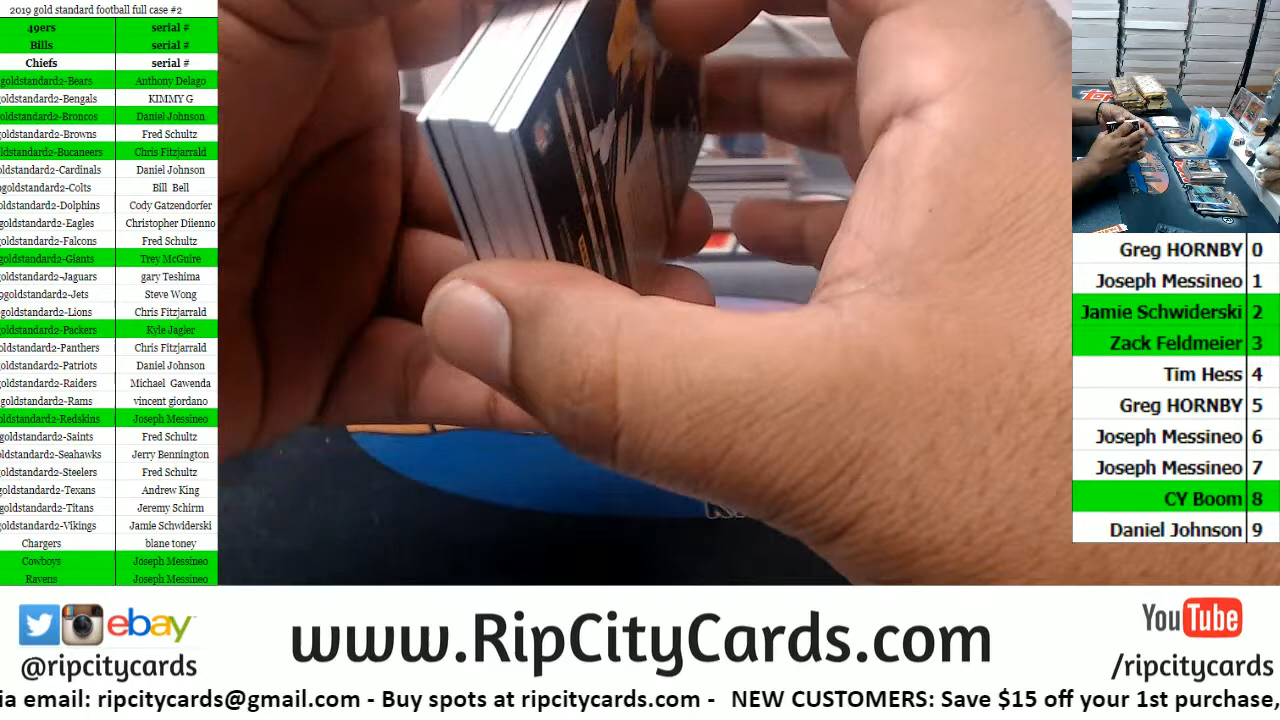 2019 gold standard football full case #2
49ers serial #
Bills serial #
Chiefs serial #
goldstandard2-Bears Anthony Delago
goldstandard2-Bengals KIMMY G
goldstandard2-Broncos Daniel Johnson
goldstandard2-Browns Fred Schultz
oldstandard2-Bucaneers Chris Fitzjarrald
goldstandard2-Cardinals Daniel Johnson
9goldstandard2-Colts Bill Bell
goldstandard2-Dolphins Cody Gatzendorfer
goldstandard2-Eagles Christopher Diienno
goldstandard2-Falcons Fred Schultz
goldstandard2-Giants Trey McGuire
goldstandard2-Jaguars gary Teshima
9goldstandard2-Jets Steve Wong
goldstandard2-Lions Chris Fitzjarrald
goldstandard2-Packers Kyle Jagler
goldstandard2-Panthers Chris Fitzjarrald
goldstandard2-Patriots Daniel Johnson
goldstandard2-Raiders Michael Gawenda
goldstandard2-Rams vincent giordano
oldstandard2-Redskins Joseph Messineo
goldstandard2-Saints Fred Schultz
oldstandard2-Seahawks Jerry Bennington
goldstandard2-Steelers Fred Schultz
goldstandard2-Texans Andrew King
goldstandard2-Titans Jeremy Schirm
goldstandard2-Vikings Jamie Schwiderski
Chargers blane toney
Cowboys Joseph Messineo
Ravens Joseph Messineo
Greg HORNBY 0
Joseph Messineo 1
Jamie Schwiderski 2
Zack Feldmeier 3
Tim Hess 4
Greg HORNBY 5
Joseph Messineo 6
Joseph Messineo 7
CY Boom 8
Daniel Johnson 9
ebay
@ripcitycards
www.RipCityCards.com
YouTube
/ripcitycards
ia email: ripcitycards@gmail.com - Buy spots at ripcitycards.com - NEW CUSTOMERS: Save $15 off your 1st purchase,